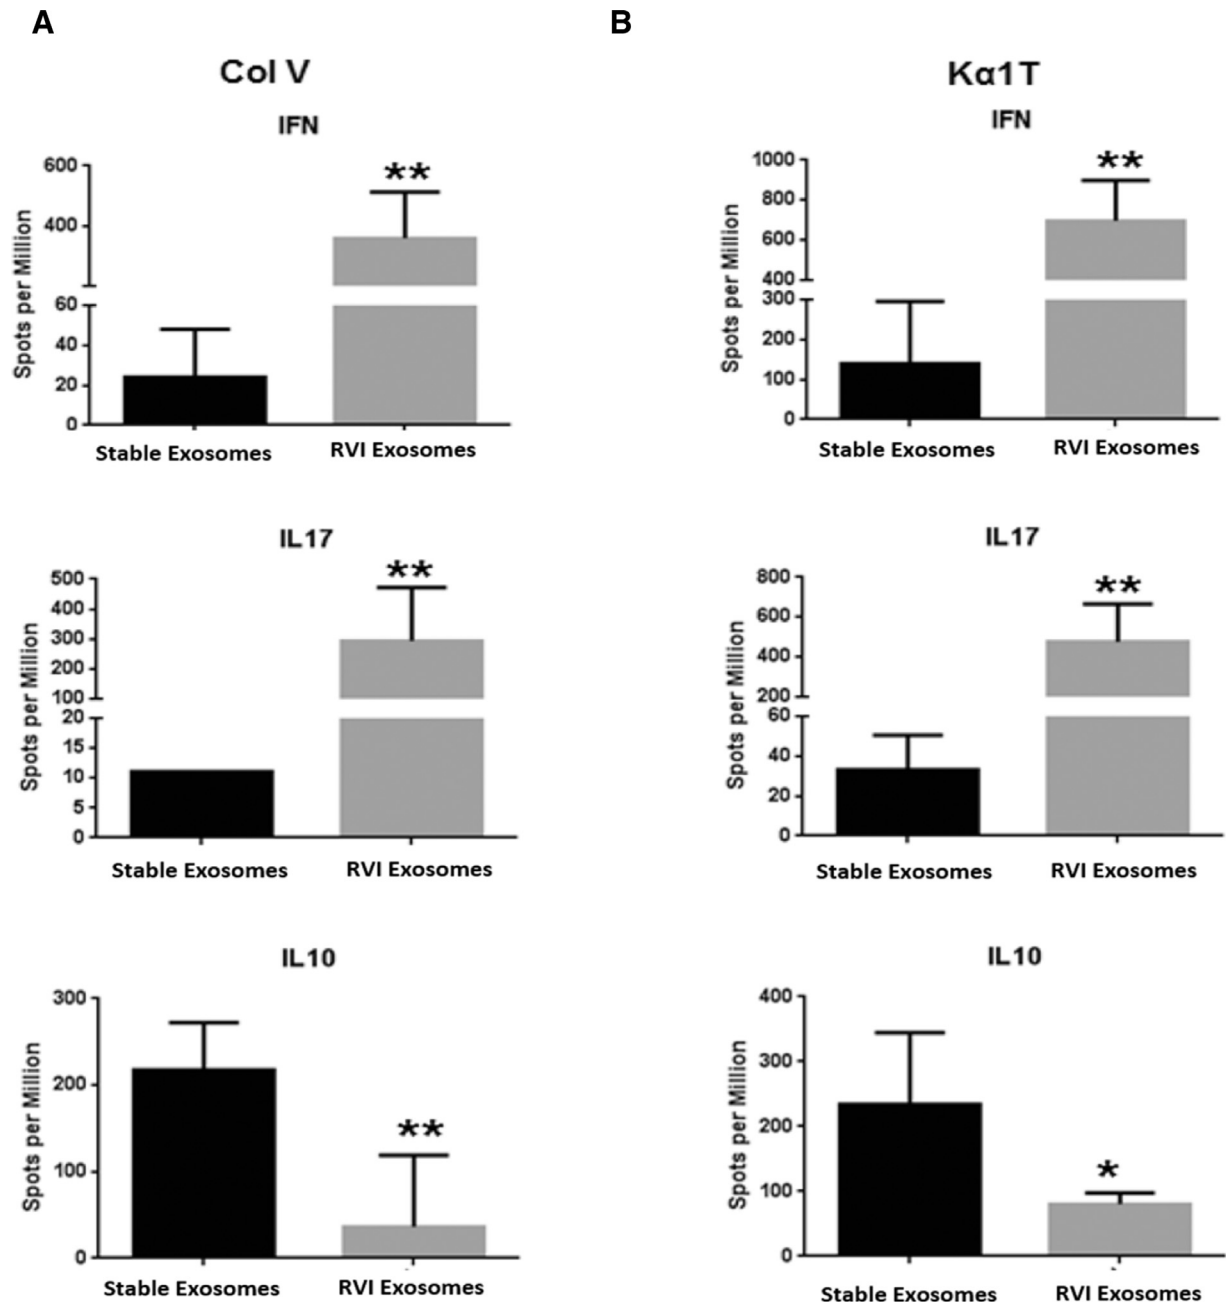 A
Col V
IFN
Spots per Million
600
400
60
40
20
0
**
Stable Exosomes
RVI Exosomes
IL17
Spots per Million
500
400
300
200
100
20
15
10
5
0
**
Stable Exosomes
RVI Exosomes
IL10
Spots per Million
300
200
100
0
**
Stable Exosomes
RVI Exosomes
B
Kα1T
IFN
Spots per Million
1000
800
600
400
300
200
100
0
**
Stable Exosomes
RVI Exosomes
IL17
Spots per Million
800
600
400
200
60
40
20
0
**
Stable Exosomes
RVI Exosomes
IL10
Spots per Million
400
300
200
100
0
*
Stable Exosomes
RVI Exosomes